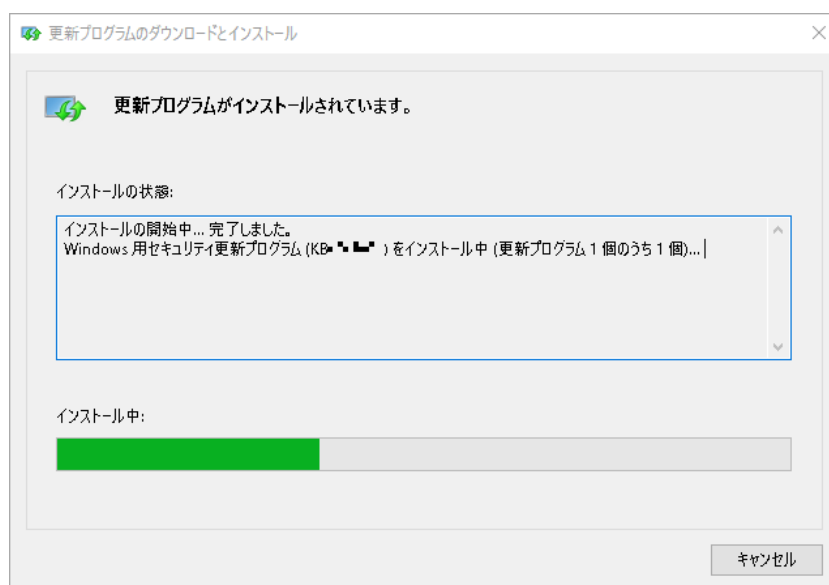 更新プログラムのダウンロードとインストール
更新プログラムがインストールされています。
インストールの状態:
インストールの開始中... 完了しました。
Windows 用セキュリティ更新プログラム (KB ) をインストール中 (更新プログラム 1 個のうち 1 個)...
インストール中:
キャンセル